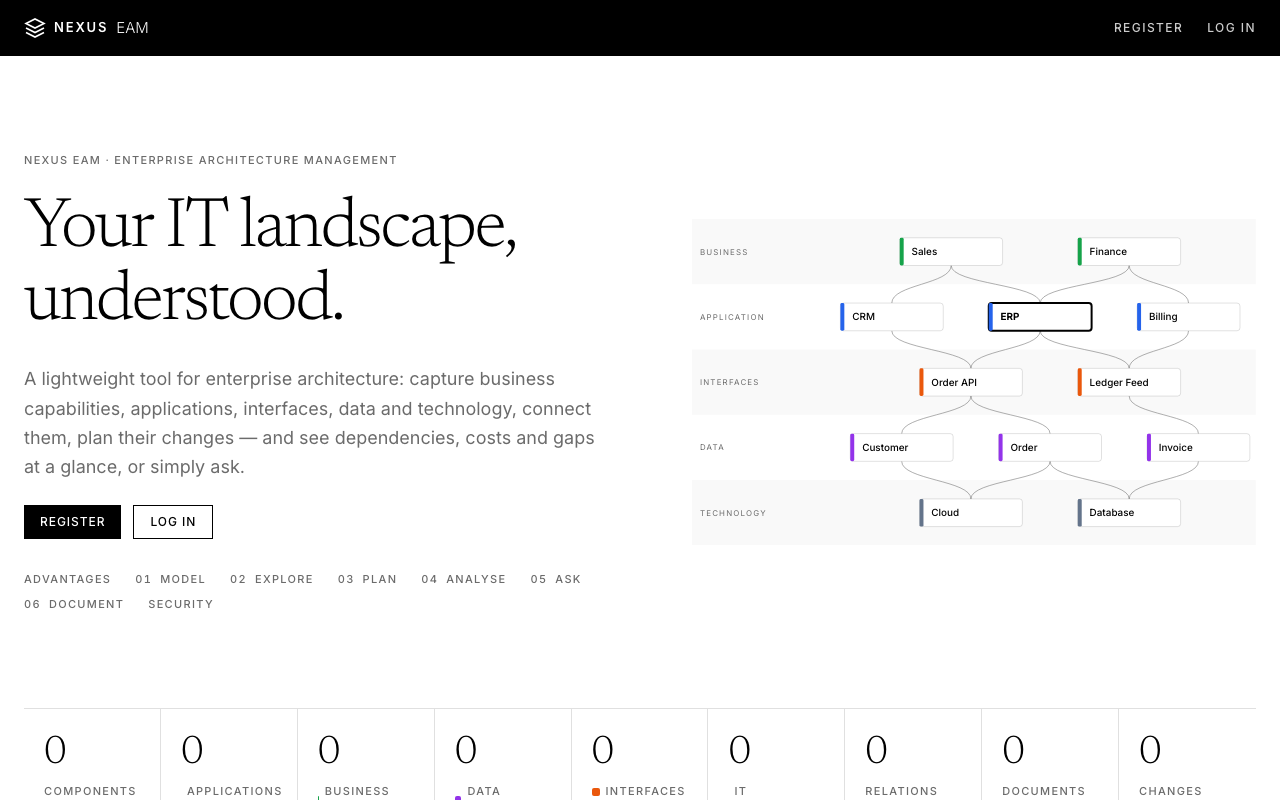 NEXUS EAM
REGISTER
LOG IN
NEXUS EAM · ENTERPRISE ARCHITECTURE MANAGEMENT
Your IT landscape,
understood.
A lightweight tool for enterprise architecture: capture business
capabilities, applications, interfaces, data and technology, connect
them, plan their changes — and see dependencies, costs and gaps
at a glance, or simply ask.
REGISTER
LOG IN
ADVANTAGES 01 MODEL 02 EXPLORE 03 PLAN 04 ANALYSE 05 ASK
06 DOCUMENT SECURITY
BUSINESS
Sales
Finance
APPLICATION
CRM
ERP
Billing
INTERFACES
Order API
Ledger Feed
DATA
Customer
Order
Invoice
TECHNOLOGY
Cloud
Database
0 0 0 0 0 0 0 0 0
COMPONENTS APPLICATIONS BUSINESS DATA INTERFACES IT RELATIONS DOCUMENTS CHANGES